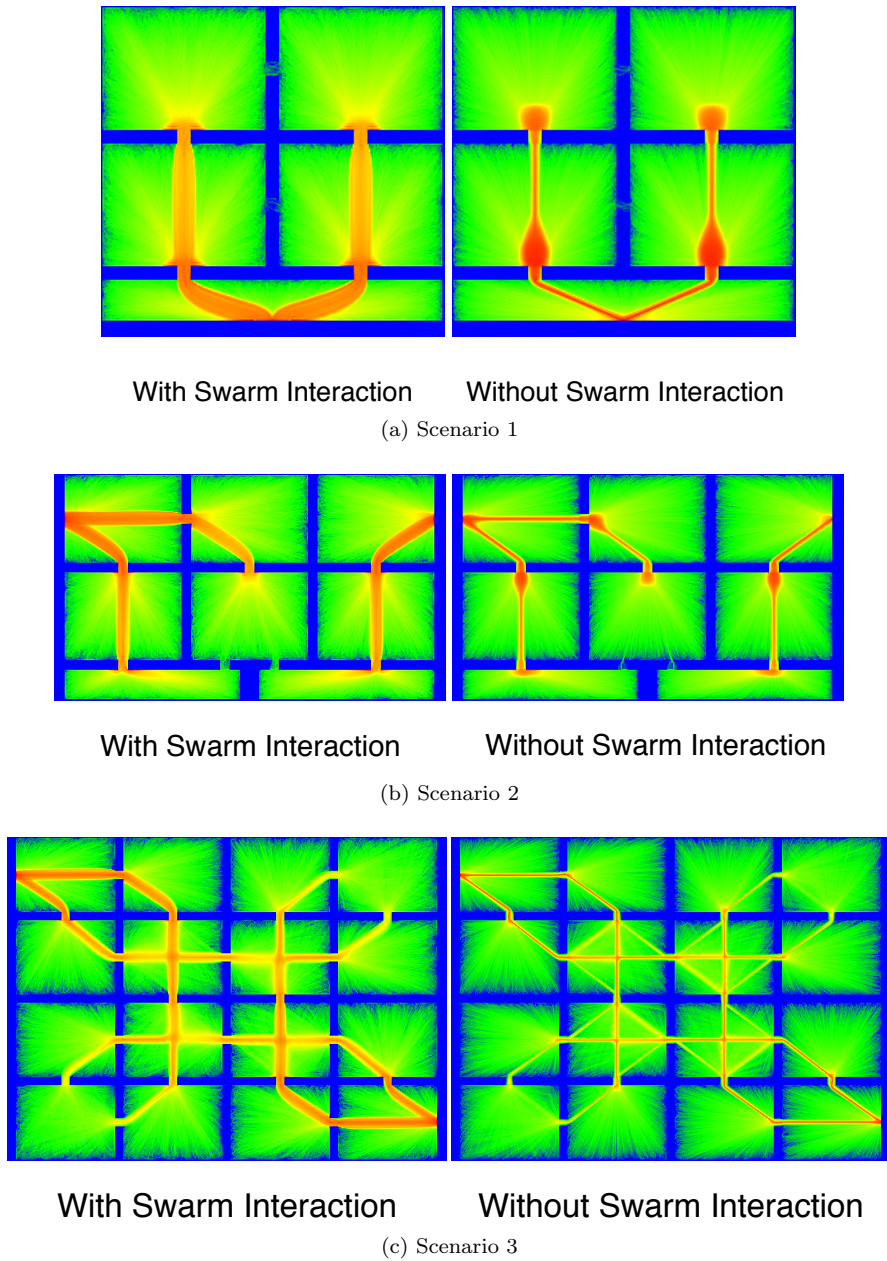 With Swarm Interaction Without Swarm Interaction
(a) Scenario 1
With Swarm Interaction Without Swarm Interaction
(b) Scenario 2
With Swarm Interaction Without Swarm Interaction
(c) Scenario 3